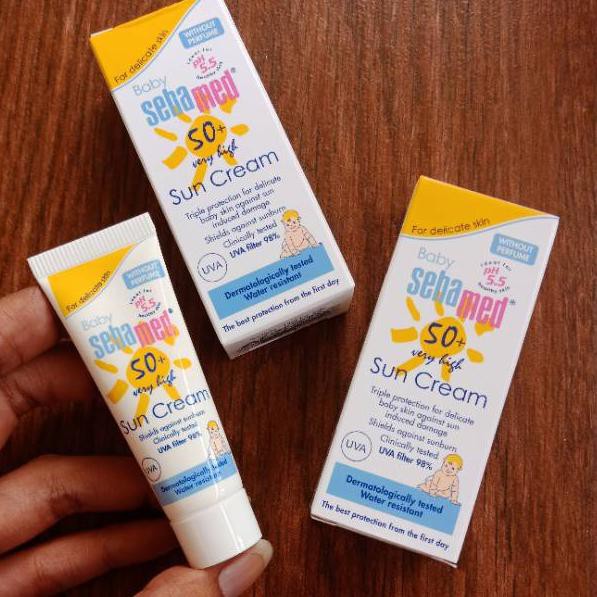 For delicate skin
WITHOUT
PERFUME
pH
5.5
Baby
sebamed®
50+
very high
Sun Cream
Triple protection for delicate
baby skin against sun
induced damage
Shields against sunburn
Clinically tested
UVA filter 98%
UVA
Dermatologically tested
Water resistant
The best protection from the first day
For delicate skin
WITHOUT
PERFUME
pH
5.5
Baby
sebamed®
50+
very high
Sun Cream
Shields against sunburn
Clinically tested
UVA filter 98%
UVA
Dermatologically tested
Water resistant
For delicate skin
WITHOUT
PERFUME
pH
5.5
Baby
sebamed®
50+
very high
Sun Cream
Triple protection for delicate
baby skin against sun
induced damage
Shields against sunburn
Clinically tested
UVA filter 98%
UVA
Dermatologically tested
Water resistant
The best protection from the first day